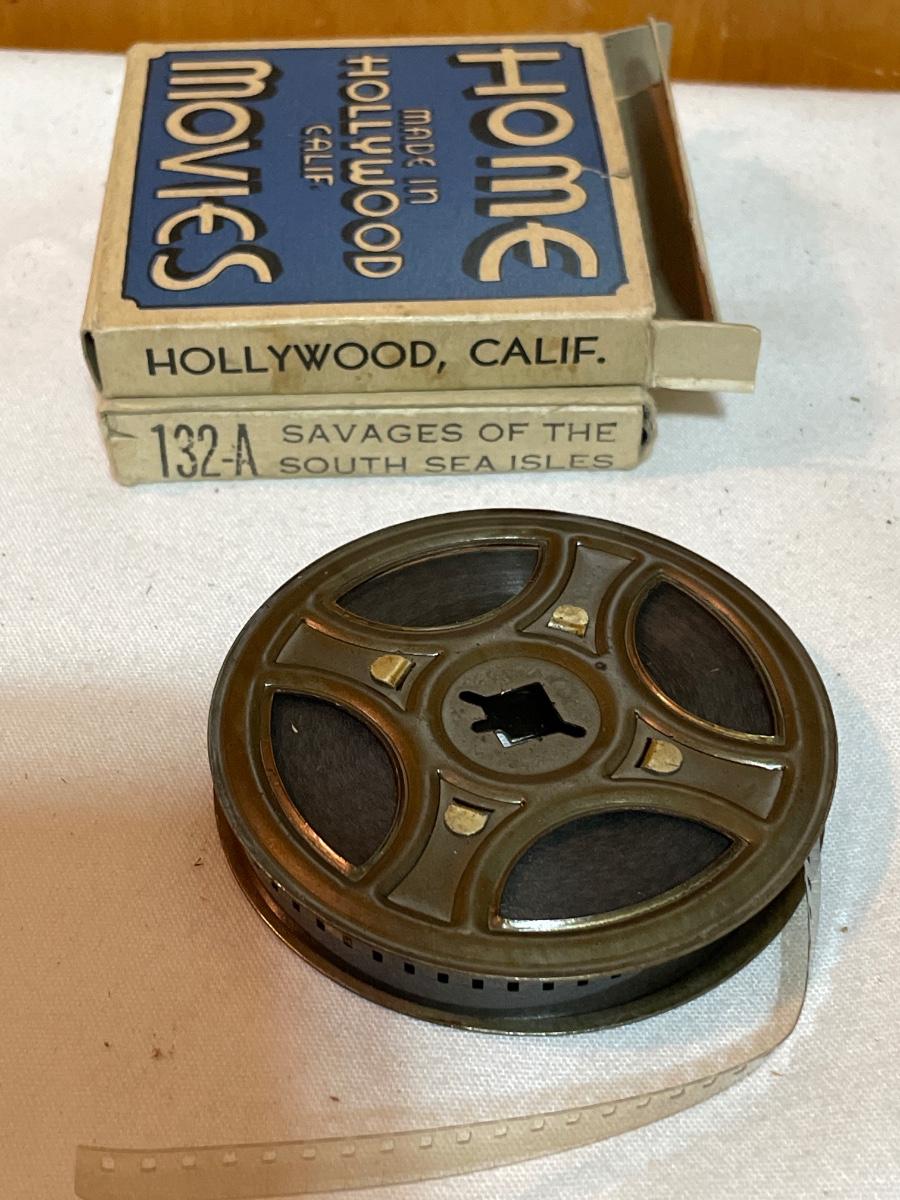 HOME
MADE IN
HOLLYWOOD
CALIF.
MOVIES
HOLLYWOOD, CALIF.
132-A SAVAGES OF THE
SOUTH SEA ISLES